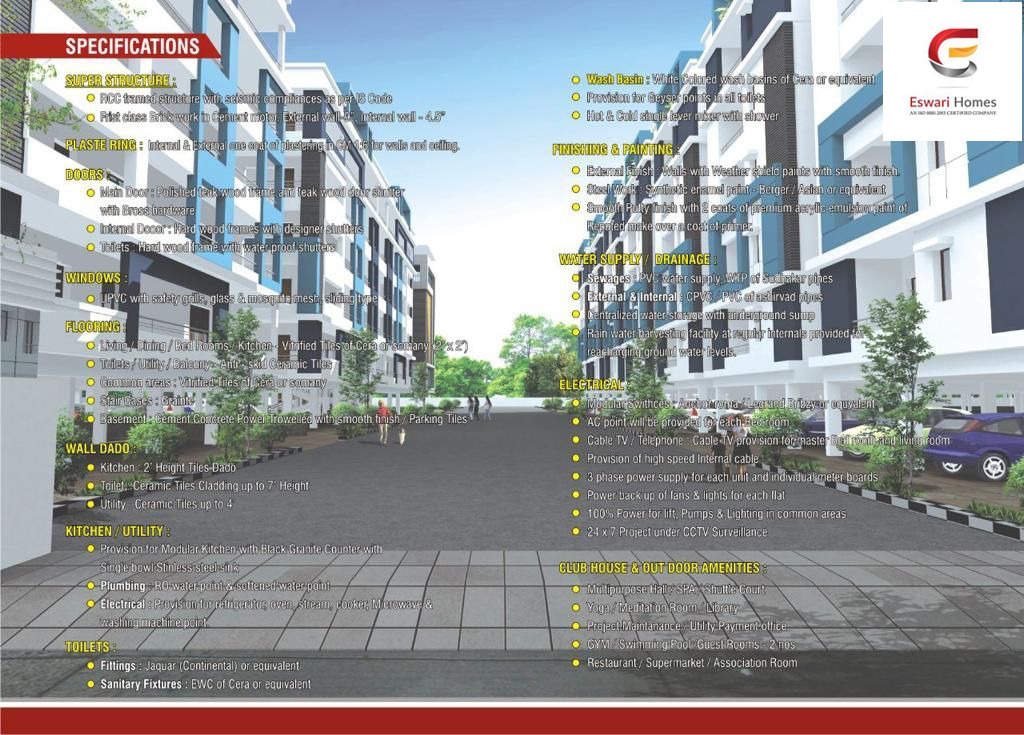 SPECIFICATIONS
SUPER STRUCTURE :
RCC framed structure with seismic compliances as per IS Code
Frist class Brick work in Cement motor, External wall-9", Internal wall - 4.5"
PLASTE RING : Internal & External one coat of plastering in CM 1:6 for walls and ceiling.
DOORS :
Main Door : Polished teak wood frame and teak wood door shutter
with Brass hardware
Internal Dooor : Hard wood frames with designer shutters
Toilets : Hard wood frame with water proof shutters
WINDOWS :
UPVC with safety grills, glass & mosquito mesh, sliding type
FLOORING :
Living / Dining / Bed Rooms / Kitchen - Vitrified Tiles of Cera or somany (2'x 2')
Toilets / Utility / Balcony - Anti - skid Ceramic Tiles
Common areas : Vitrified Tiles of Cera or somany
Stair Cases : Granite
Basement : Cement Concrete Power Trowelled with smooth finish / Parking Tiles
WALL DADO :
Kitchen : 2' Height Tiles Dado
Toilet : Ceramic Tiles Cladding up to 7' Height
Utility : Ceramic Tiles up to 4'
KITCHEN / UTILITY :
Provision for Modular Kitchen with Black Granite Counter with
Single bowl Stinless steel sink
Plumbing : RO water point & softened water point
Electrical : Provision for refrigerator, oven, stream, cooker, Microwave &
washing machine point
TOILETS :
Fittings : Jaquar (Continental) or equivalent
Sanitary Fixtures : EWC of Cera or equivalent
Wash Basin : White Colored wash basins of Cera or equivalent
Provision for Geyser points in all toilets
Hot & Cold single lever mixer with shower
FINISHING & PAINTING :
External Finish : Walls with Weather shield paints with smooth finish.
Steel Work : Synthetic enamel paint - Berger / Asian or equivalent
Smooth Putty finish with 2 coats of premium acrylic emulsion paint of
Reputed make over a coat of primer.
WATER SUPPLY / DRAINAGE :
Sewages : PVC water supply, WTP of Sudhakar pipes
External & Internal : CPVC / PVC of ashirvad pipes
Centralized water storage with underground sump
Rain water harvesting facility at regular internals provided for
reacharging ground water levels.
ELECTRICAL :
Modular Swithces : Anchor roma / Legrand Britzy or equvalent
AC point will be provided for each Bed room
Cable TV / Telephone : Cable TV provision for master Bed room and living room
Provision of high speed Internal cable
3 phase power supply for each unit and individual meter boards
Power back up of fans & lights for each flat
100% Power for lift, Pumps & Lighting in common areas
24 x 7 Project under CCTV Surveillance
CLUB HOUSE & OUT DOOR AMENITIES :
Multipurpose Hall / SPA / Shuttle Court
Yoga / Meditation Room / Library
Project Maintanance / Utility Payment office
GYM / Swimming Pool /Guest Rooms - 2 nos
Restaurant / Supermarket / Association Room
Eswari Homes
AN ISO 9001:2015 CERTIFIED COMPANY